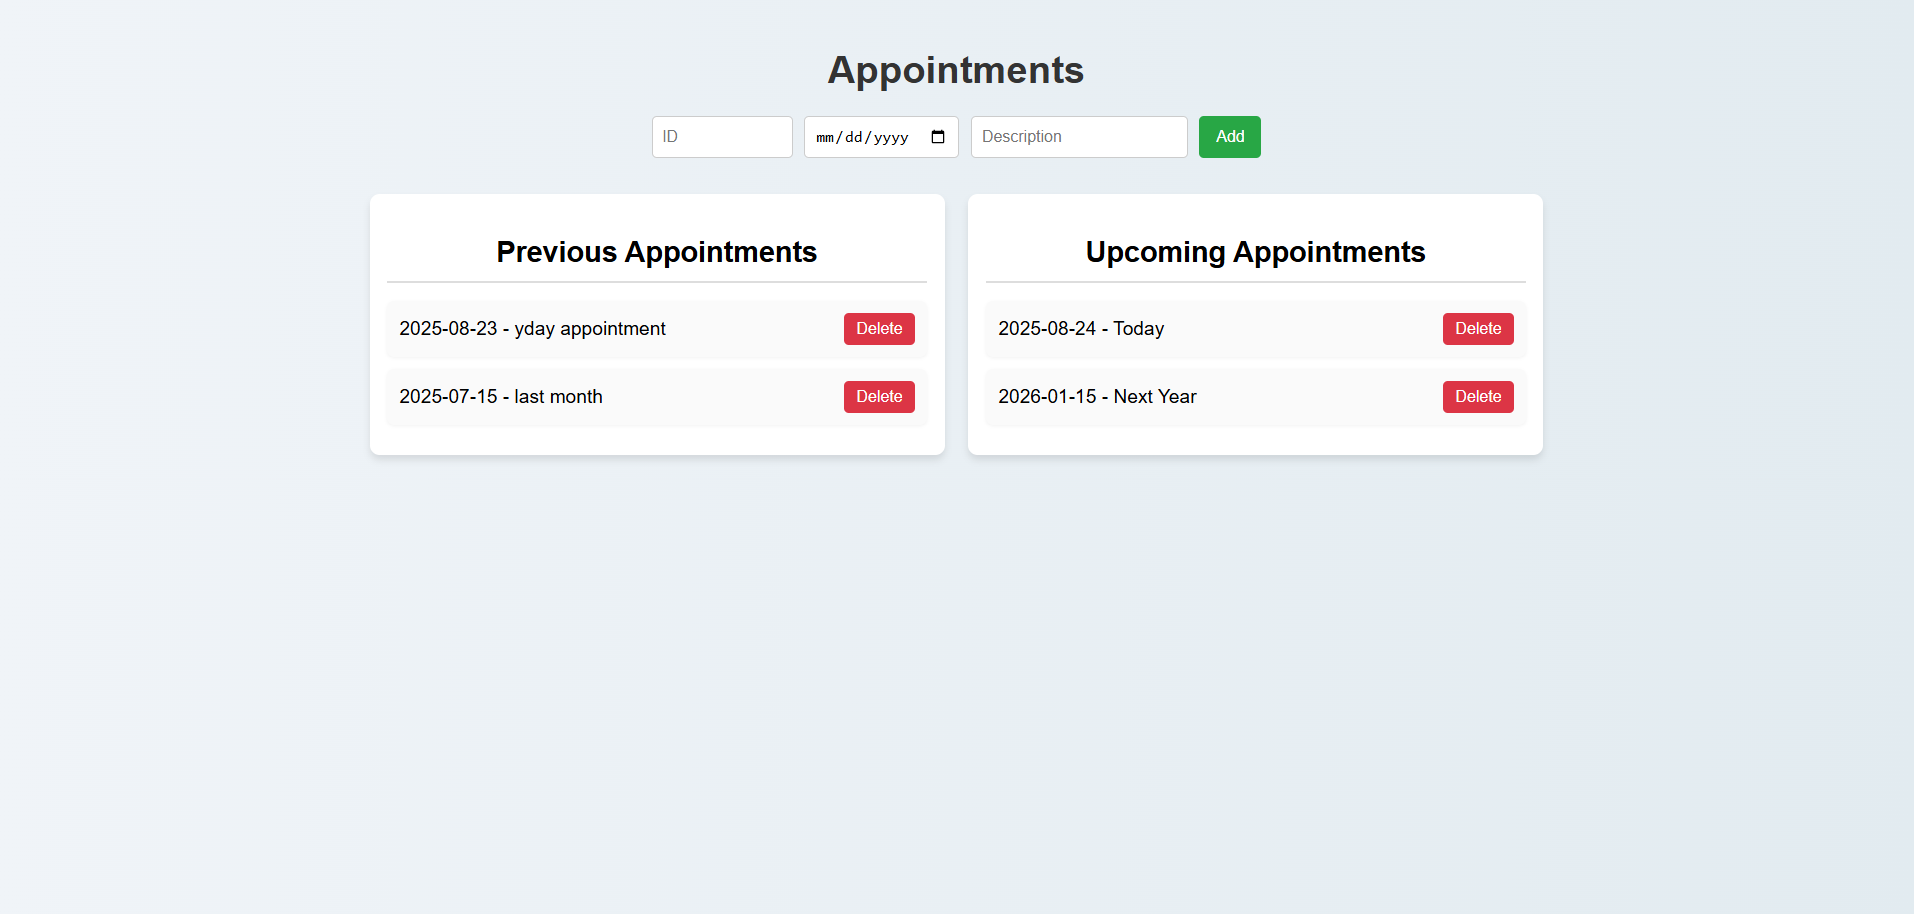 Appointments
ID mm/dd/yyyy Description Add
Previous Appointments
2025-08-23 - yday appointment Delete
2025-07-15 - last month Delete
Upcoming Appointments
2025-08-24 - Today Delete
2026-01-15 - Next Year Delete